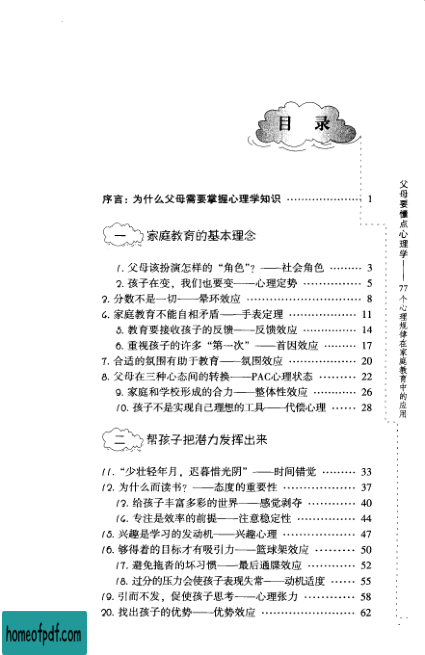 目 录
序言：为什么父母需要掌握心理学知识 ………………… 1
一 家庭教育的基本理念
1. 父母该扮演怎样的“角色”？——社会角色 ……… 3
2. 孩子在变，我们也要变——心理定势 …………… 5
3. 分数不是一切——晕环效应 ……………………… 8
4. 家庭教育不能自相矛盾——手表定理 …………… 11
5. 教育要接收孩子的反馈——反馈效应 …………… 14
6. 重视孩子的许多“第一次”——首因效应 ……… 17
7. 合适的氛围有助于教育——氛围效应 …………… 20
8. 父母在三种心态间的转换——PAC心理状态 ……… 22
9. 家庭和学校形成的合力——整体性效应 ………… 26
10. 孩子不是实现自己理想的工具——代偿心理 …… 28
二 帮孩子把潜力发挥出来
11. “少壮轻年月，迟暮惜光阴”——时间错觉 ……… 33
12. 为什么而读书？——态度的重要性 ……………… 37
13. 给孩子丰富多彩的世界——感觉剥夺 …………… 40
14. 专注是效率的前提——注意稳定性 ……………… 44
15. 兴趣是学习的发动机——兴趣心理 ……………… 47
16. 够得着的目标才有吸引力——篮球架效应 ……… 50
17. 避免拖沓的坏习惯——最后通牒效应 …………… 52
18. 过分的压力会使孩子表现失常——动机适度 …… 55
19. 引而不发，促使孩子思考——心理张力 ………… 58
20. 找出孩子的优势——优势效应 …………………… 62
父母要懂点心理学——77个心理规律在家庭教育中的应用
homeofpdf.com